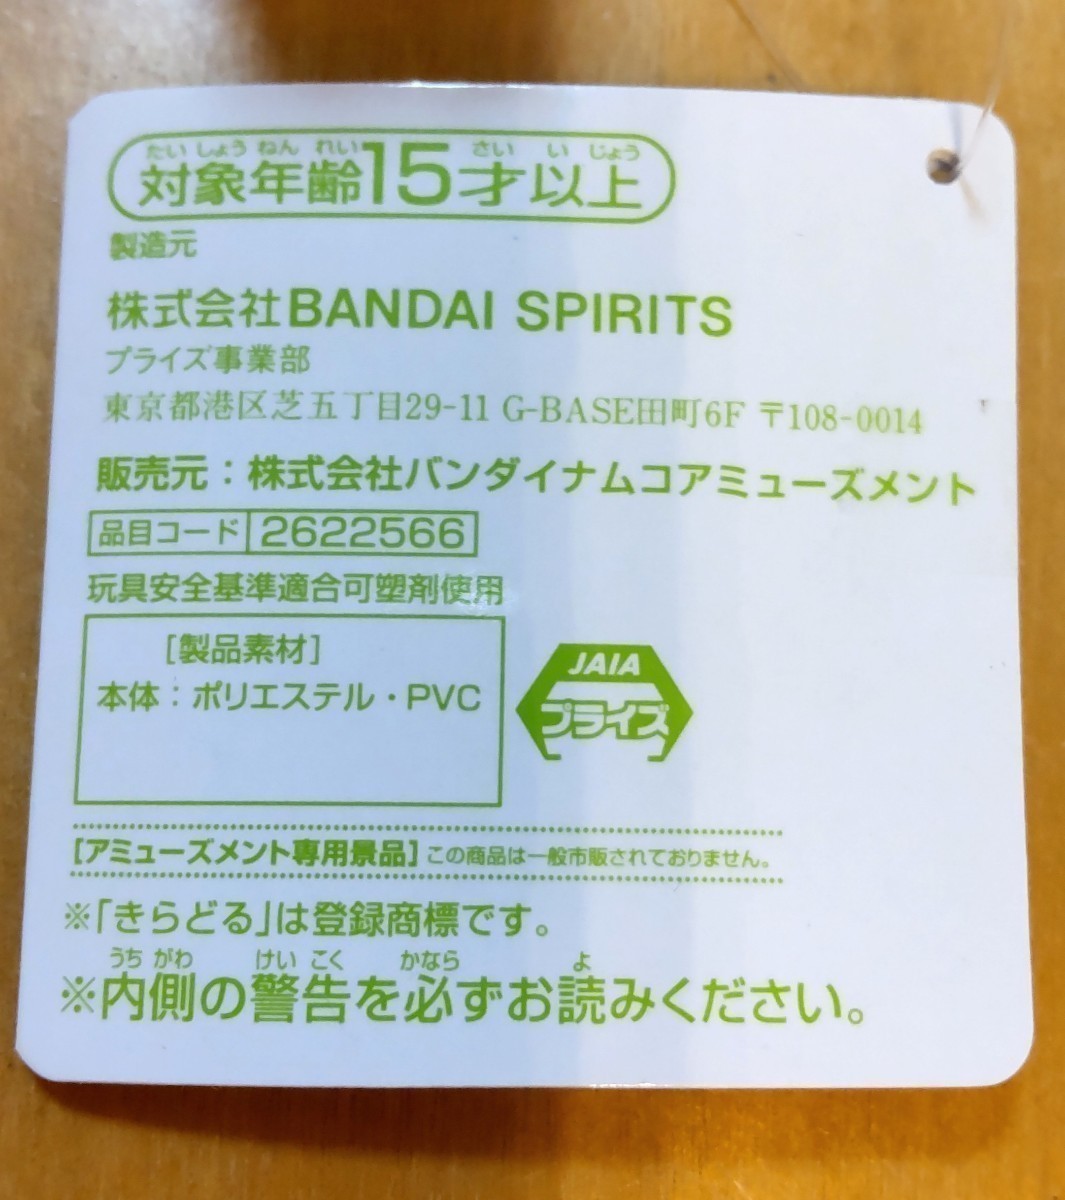 たいしょうねんれい さいいじょう
対象年齢15才以上
製造元
株式会社BANDAI SPIRITS
プライズ事業部
東京都港区芝五丁目29-11 G-BASE田町6F 〒108-0014
販売元：株式会社バンダイナムコアミューズメント
品目コード 2622566
玩具安全基準適合可塑剤使用
[製品素材]
本体：ポリエステル・PVC
JAIA
プライズ
[アミューズメント専用景品] この商品は一般市販されておりません。
※「きらどる」は登録商標です。
うちがわ けいこく かなら よ
※内側の警告を必ずお読みください。